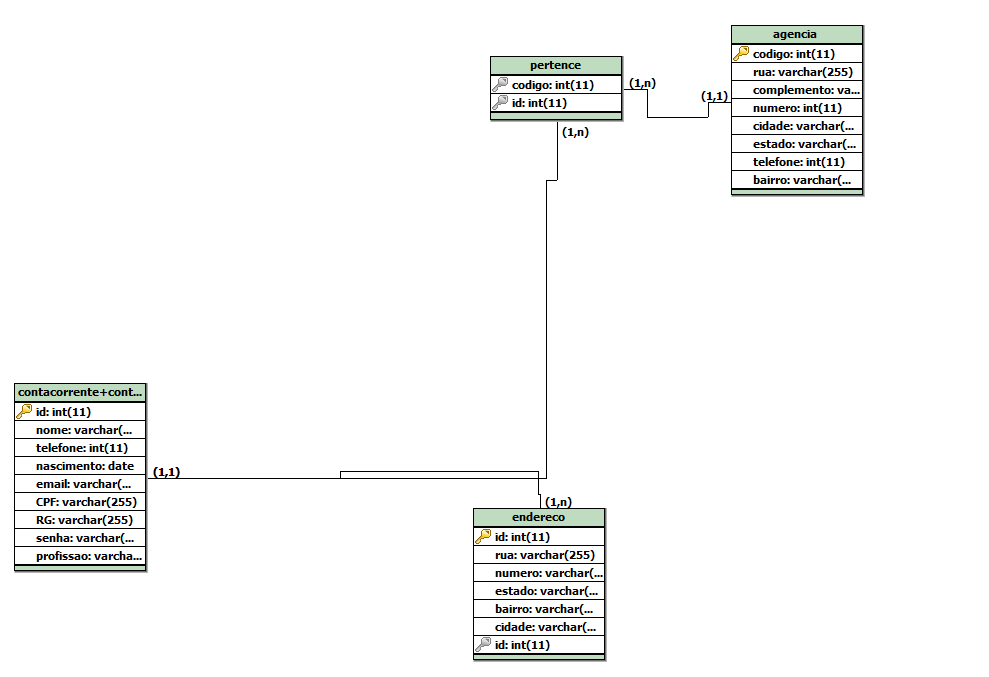 agencia
codigo: int(11)
rua: varchar(255)
complemento: va...
numero: int(11)
cidade: varchar(...
estado: varchar(...
telefone: int(11)
bairro: varchar(...
pertence
codigo: int(11)
id: int(11)
(1,n)
(1,1)
(1,n)
contacorrente+cont...
id: int(11)
nome: varchar(...
telefone: int(11)
nascimento: date
email: varchar(...
CPF: varchar(255)
RG: varchar(255)
senha: varchar(...
profissao: varcha...
(1,1)
(1,n)
endereco
id: int(11)
rua: varchar(255)
numero: varchar(...
estado: varchar(...
bairro: varchar(...
cidade: varchar(...
id: int(11)